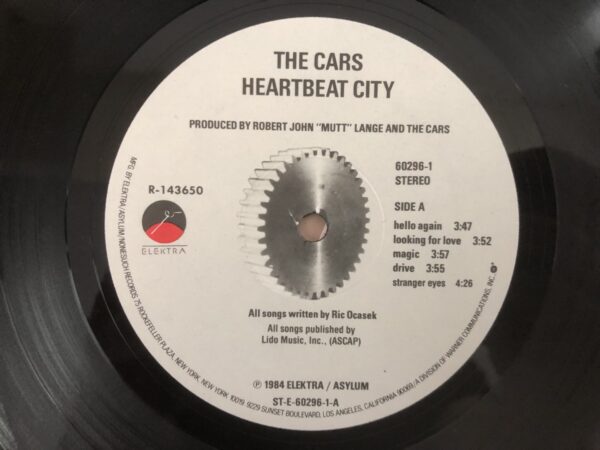 THE CARS
HEARTBEAT CITY
PRODUCED BY ROBERT JOHN "MUTT" LANGE AND THE CARS
R-143650
ELEKTRA
60296-1
STEREO
SIDE A
hello again 3:47
looking for love 3:52
magic 3:57
drive 3:55
stranger eyes 4:26
All songs written by Ric Ocasek
All songs published by
Lido Music, Inc., (ASCAP)
℗ 1984 ELEKTRA / ASYLUM
ST-E-60296-1-A
MFG. BY ELEKTRA/ASYLUM/NONESUCH RECORDS 75 ROCKEFELLER PLAZA, NEW YORK, NEW YORK 10019, 9229 SUNSET BOULEVARD, LOS ANGELES, CALIFORNIA 90069 / A DIVISION OF WARNER COMMUNICATIONS, INC.